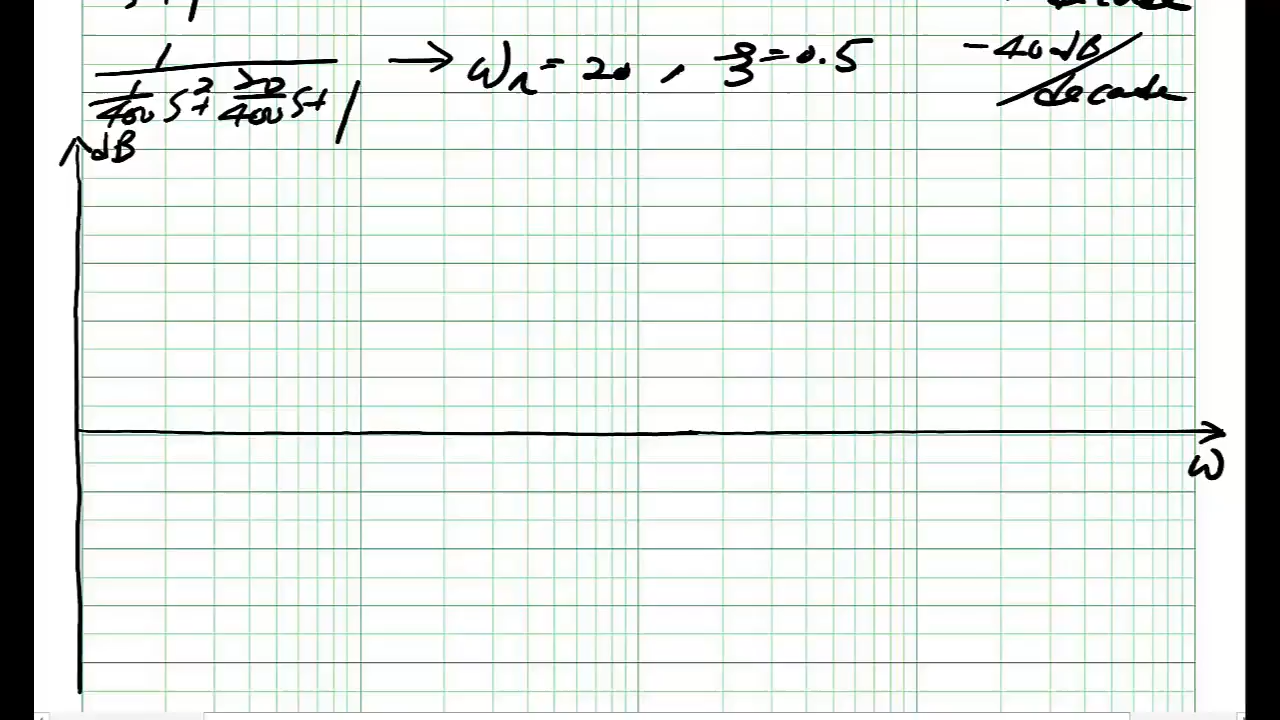 1 / (1/400 S² + 20/400 S + 1) → ωn = 20 , ξ = 0.5 -40 dB/decade
dB
ω